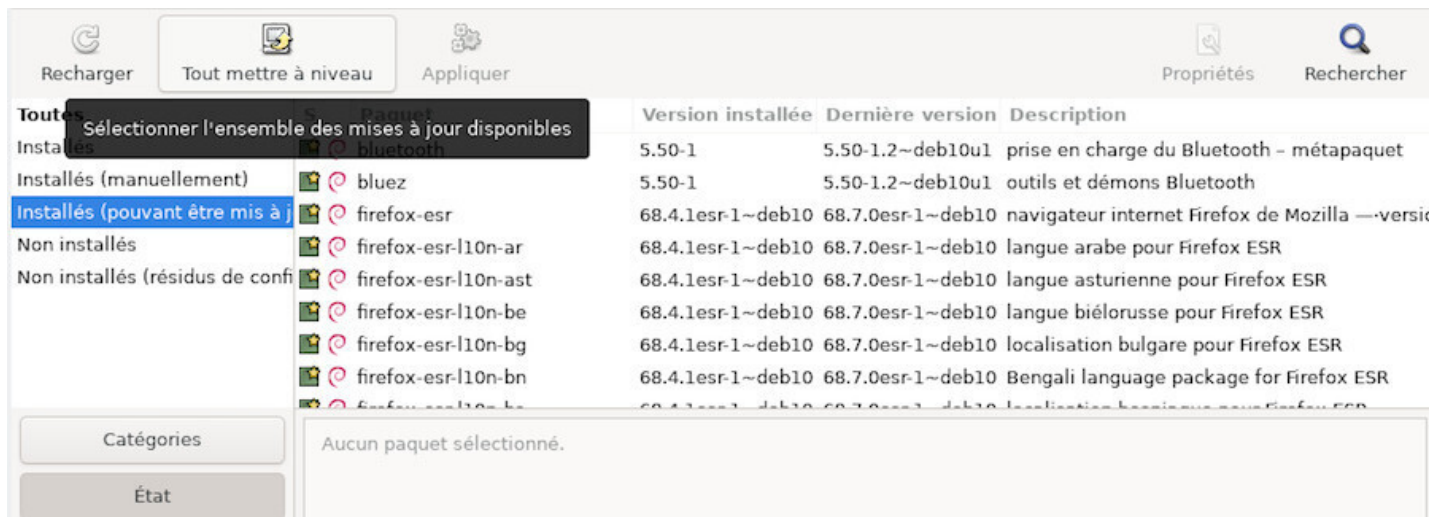 Recharger Tout mettre à niveau Appliquer Propriétés Rechercher
Sélectionner l'ensemble des mises à jour disponibles
Toutes Paquet Version installée Dernière version Description
Installés bluetooth 5.50-1 5.50-1.2~deb10u1 prise en charge du Bluetooth – métapaquet
Installés (manuellement) bluez 5.50-1 5.50-1.2~deb10u1 outils et démons Bluetooth
Installés (pouvant être mis à j firefox-esr 68.4.1esr-1~deb10 68.7.0esr-1~deb10 navigateur internet Firefox de Mozilla —·versio
Non installés firefox-esr-l10n-ar 68.4.1esr-1~deb10 68.7.0esr-1~deb10 langue arabe pour Firefox ESR
Non installés (résidus de confi firefox-esr-l10n-ast 68.4.1esr-1~deb10 68.7.0esr-1~deb10 langue asturienne pour Firefox ESR
firefox-esr-l10n-be 68.4.1esr-1~deb10 68.7.0esr-1~deb10 langue biélorusse pour Firefox ESR
firefox-esr-l10n-bg 68.4.1esr-1~deb10 68.7.0esr-1~deb10 localisation bulgare pour Firefox ESR
firefox-esr-l10n-bn 68.4.1esr-1~deb10 68.7.0esr-1~deb10 Bengali language package for Firefox ESR
Catégories
Aucun paquet sélectionné.
État